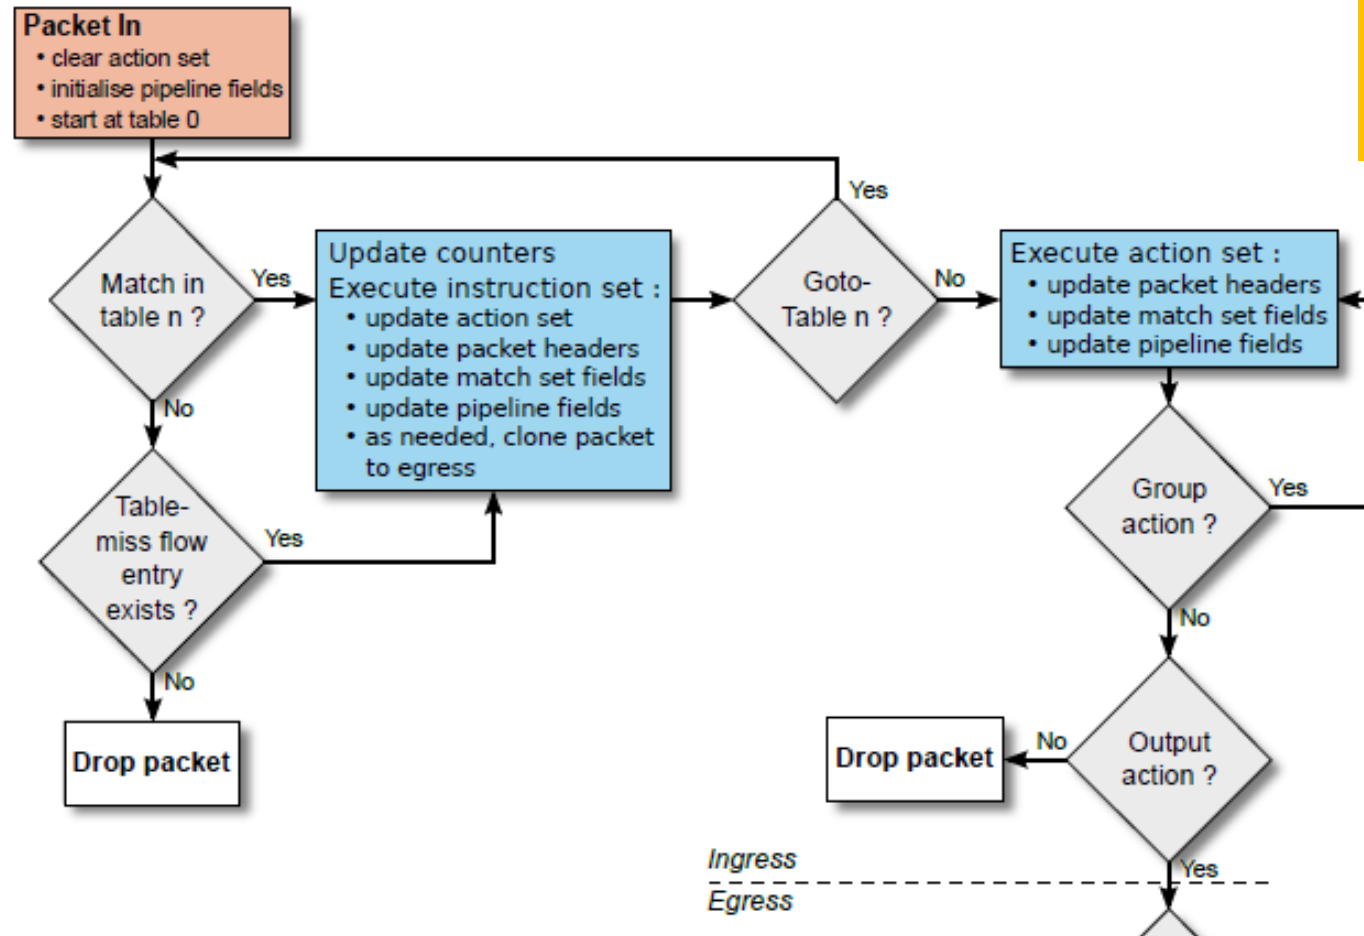 Packet In
• clear action set
• initialise pipeline fields
• start at table 0
Yes
Match in
table n ?
Yes
Update counters
Execute instruction set :
• update action set
• update packet headers
• update match set fields
• update pipeline fields
• as needed, clone packet
to egress
Goto-
Table n ?
No
Execute action set :
• update packet headers
• update match set fields
• update pipeline fields
No
Table-
miss flow
entry
exists ?
Yes
Group
action ?
Yes
No
No
Drop packet
Drop packet
No
Output
action ?
Ingress
Yes
Egress